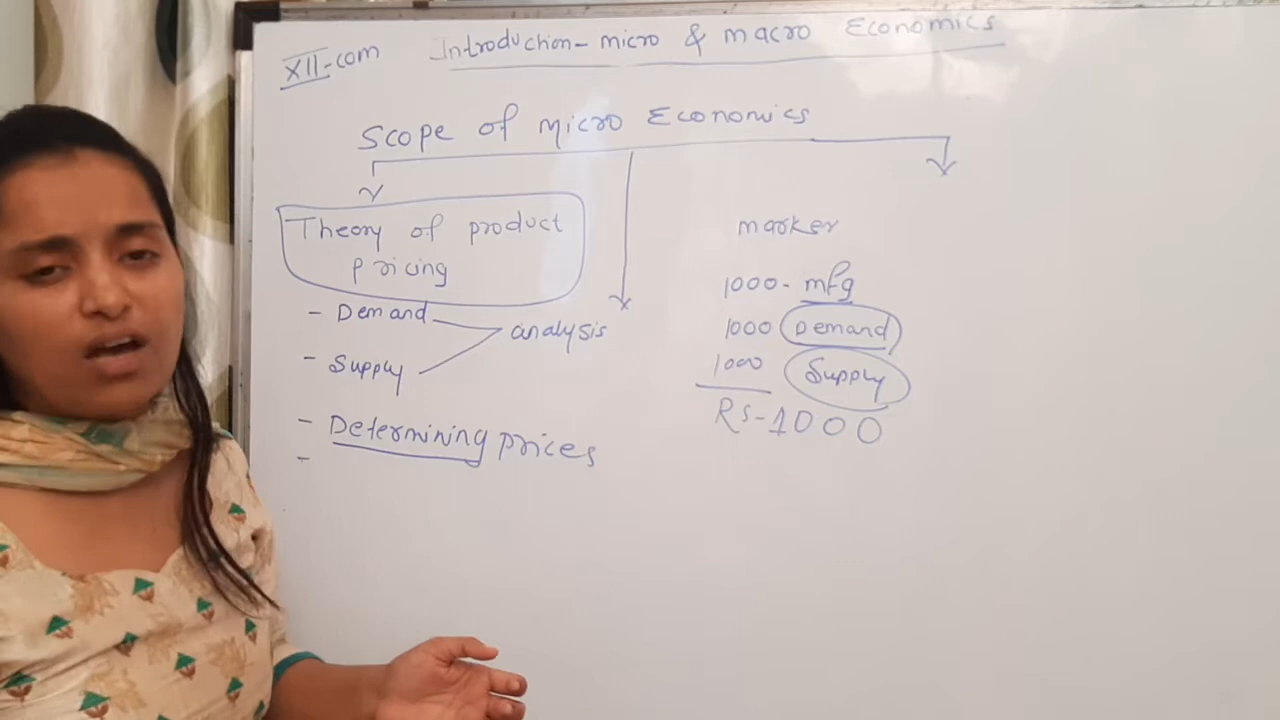 XII-com Introduction- micro & macro Economics
Scope of micro Economics
Theory of product
pricing
- Demand
- Supply
analysis
- Determining prices
-
marker
1000- mfg
1000 Demand
1000 Supply
Rs-1000